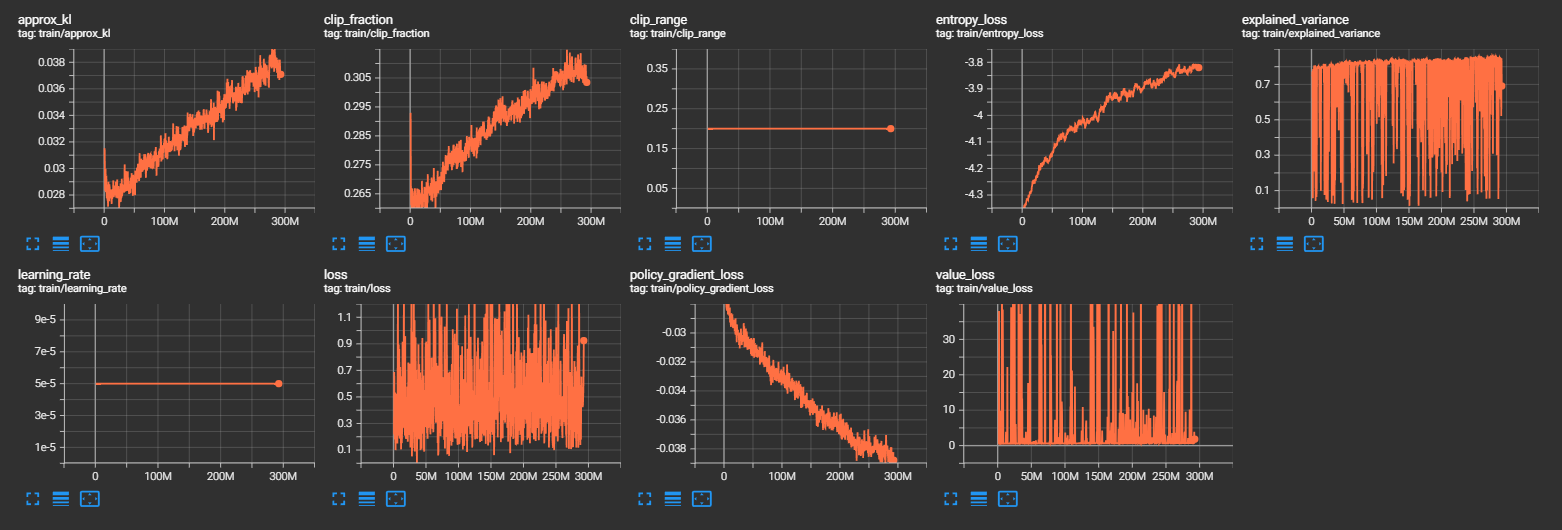 approx_kl
tag: train/approx_kl
0.038
0.036
0.034
0.032
0.03
0.028
0
100M
200M
300M
clip_fraction
tag: train/clip_fraction
0.305
0.295
0.285
0.275
0.265
0
100M
200M
300M
clip_range
tag: train/clip_range
0.35
0.25
0.15
0.05
0
100M
200M
300M
entropy_loss
tag: train/entropy_loss
-3.8
-3.9
-4
-4.1
-4.2
-4.3
0
100M
200M
300M
explained_variance
tag: train/explained_variance
0.7
0.5
0.3
0.1
0
50M
100M
150M
200M
250M
300M
learning_rate
tag: train/learning_rate
9e-5
7e-5
5e-5
3e-5
1e-5
0
100M
200M
300M
loss
tag: train/loss
1.1
0.9
0.7
0.5
0.3
0.1
0
50M
100M
150M
200M
250M
300M
policy_gradient_loss
tag: train/policy_gradient_loss
-0.03
-0.032
-0.034
-0.036
-0.038
0
100M
200M
300M
value_loss
tag: train/value_loss
30
20
10
0
0
50M
100M
150M
200M
250M
300M